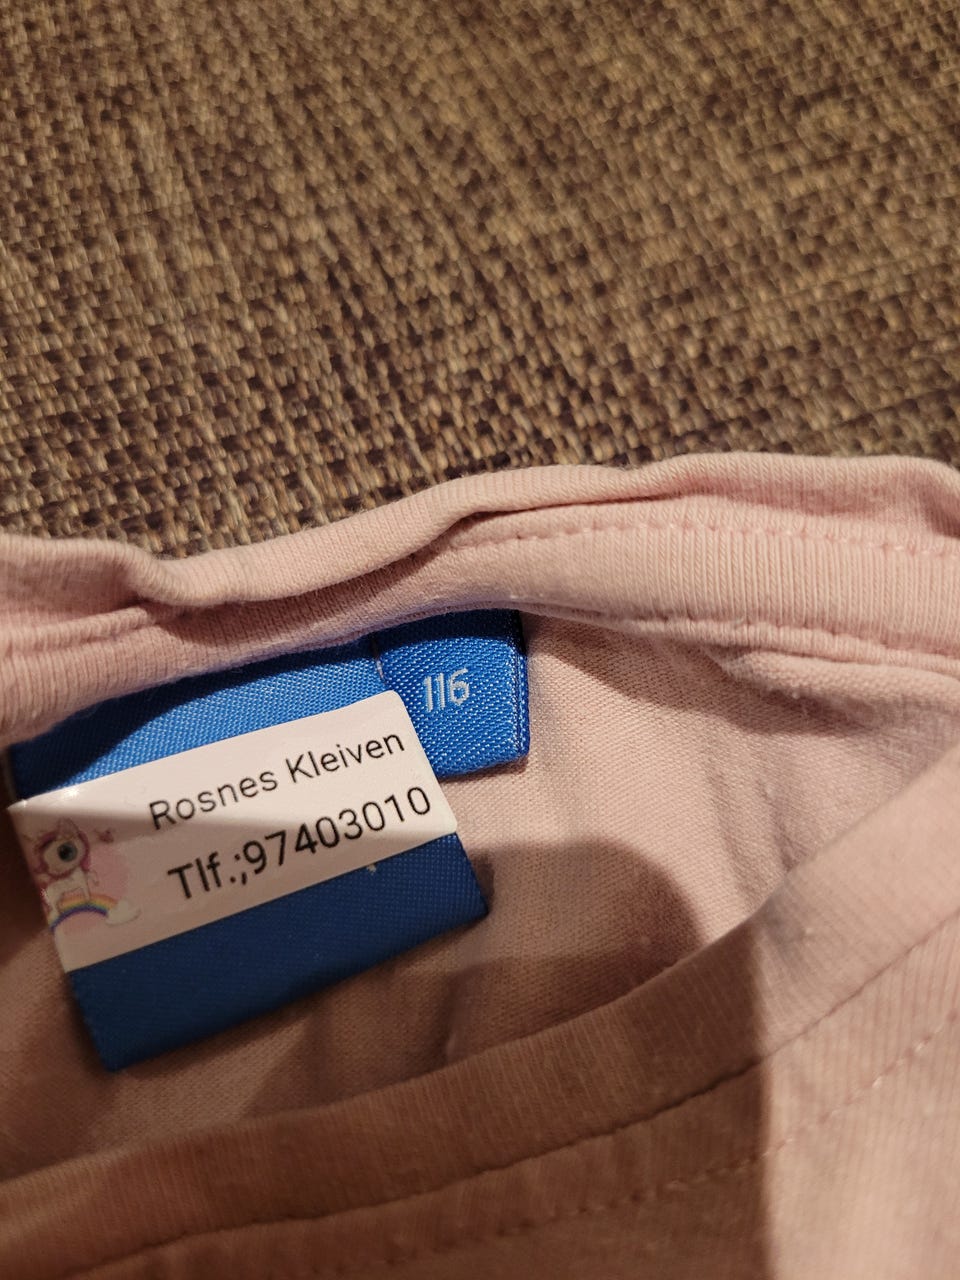 116
Rosnes Kleiven
Tlf.;97403010